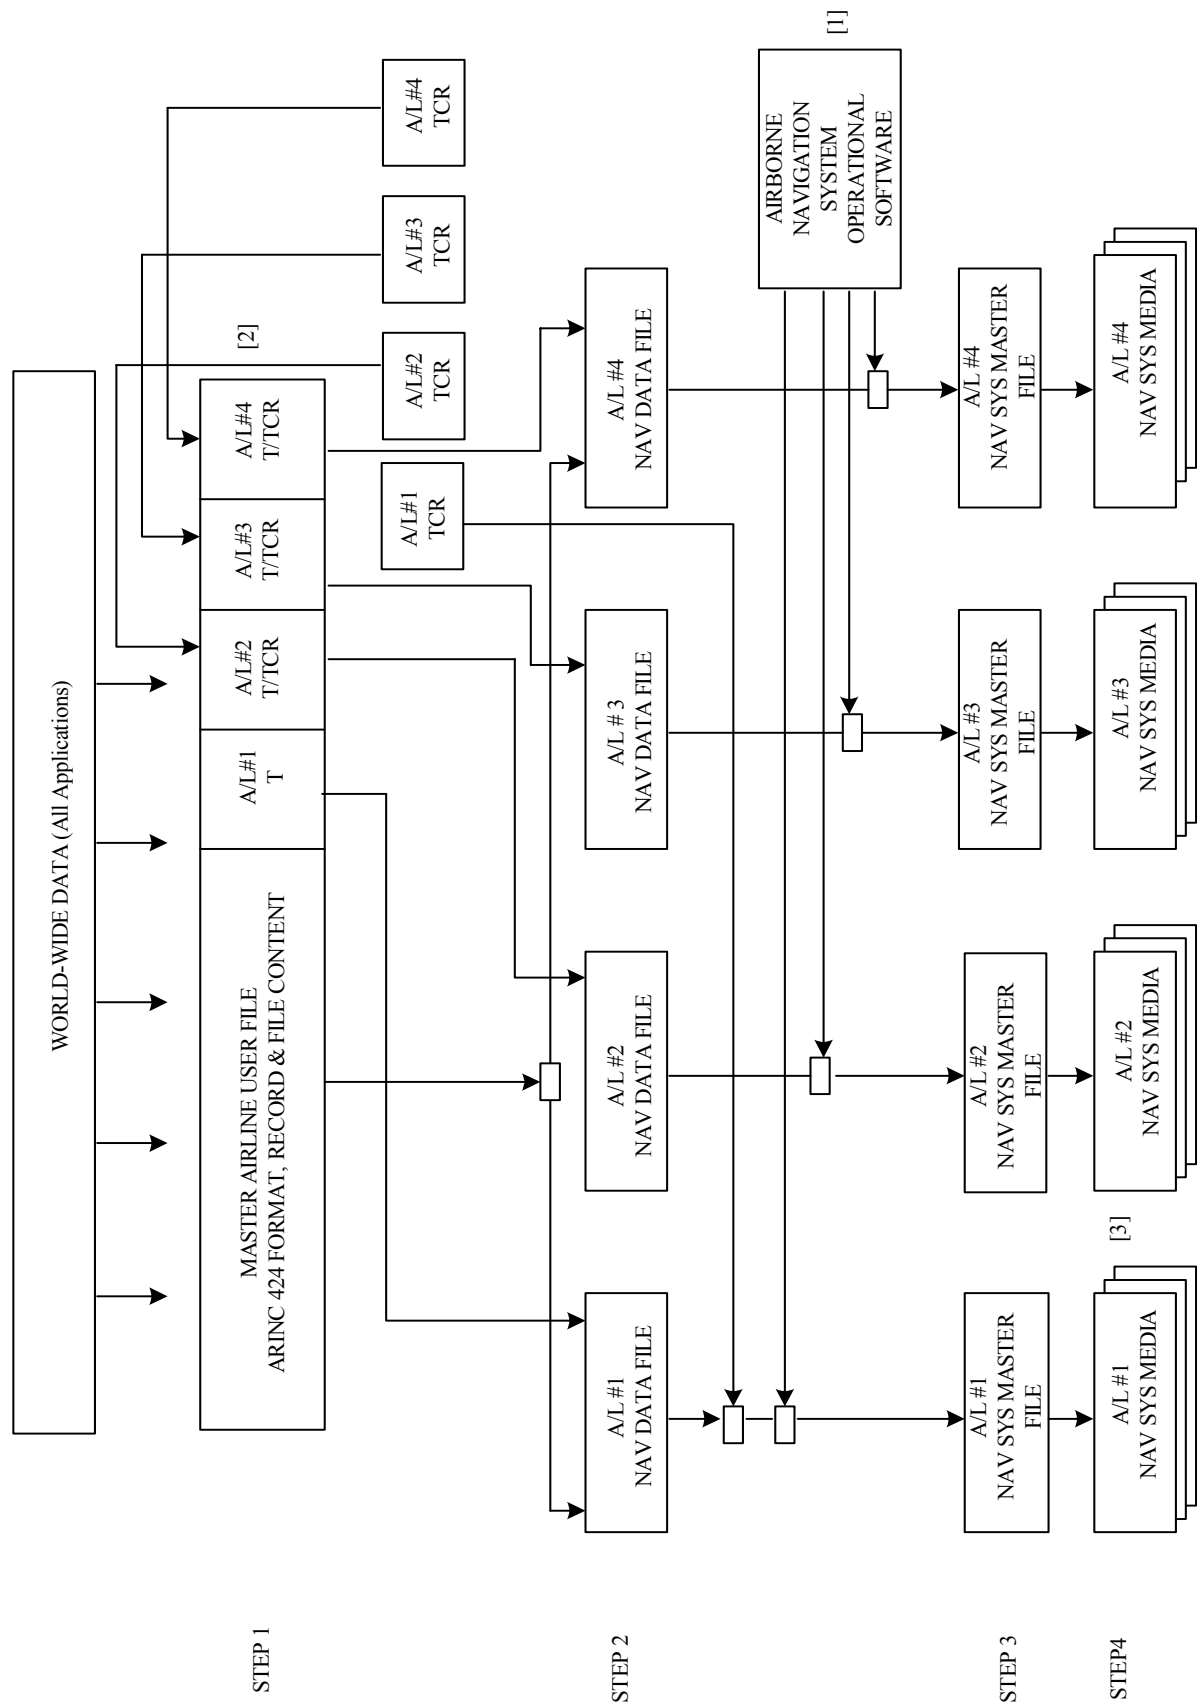 WORLD-WIDE DATA (All Applications)
STEP 1
MASTER AIRLINE USER FILE
ARINC 424 FORMAT, RECORD & FILE CONTENT
A/L#1
T
A/L#2
T/TCR
A/L#3
T/TCR
A/L#4
T/TCR
[2]
A/L#1
TCR
A/L#2
TCR
A/L#3
TCR
A/L#4
TCR
STEP 2
A/L #1
NAV DATA FILE
A/L #2
NAV DATA FILE
A/L # 3
NAV DATA FILE
A/L #4
NAV DATA FILE
AIRBORNE
NAVIGATION
SYSTEM
OPERATIONAL
SOFTWARE
[1]
STEP 3
A/L #1
NAV SYS MASTER
FILE
A/L #2
NAV SYS MASTER
FILE
A/L #3
NAV SYS MASTER
FILE
A/L #4
NAV SYS MASTER
FILE
STEP4
A/L #1
NAV SYS MEDIA
[3]
A/L #2
NAV SYS MEDIA
A/L #3
NAV SYS MEDIA
A/L #4
NAV SYS MEDIA